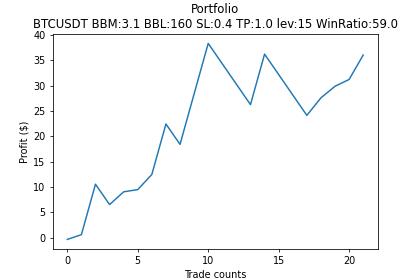 Portfolio
BTCUSDT BBM:3.1 BBL:160 SL:0.4 TP:1.0 lev:15 WinRatio:59.0
40
35
30
25
20
15
10
5
0
Profit ($)
0 5 10 15 20
Trade counts